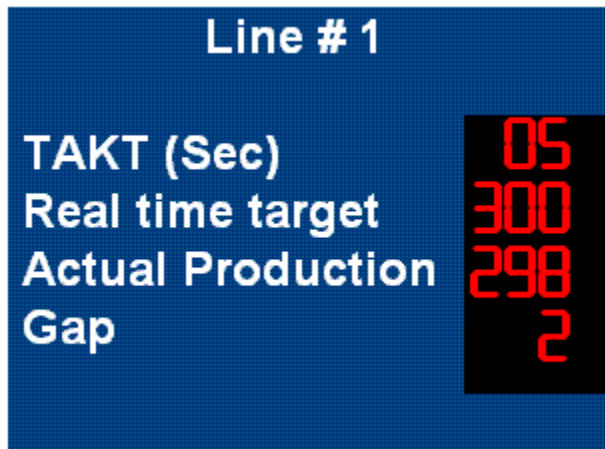 Line # 1
TAKT (Sec) 05
Real time target 300
Actual Production 298
Gap 2